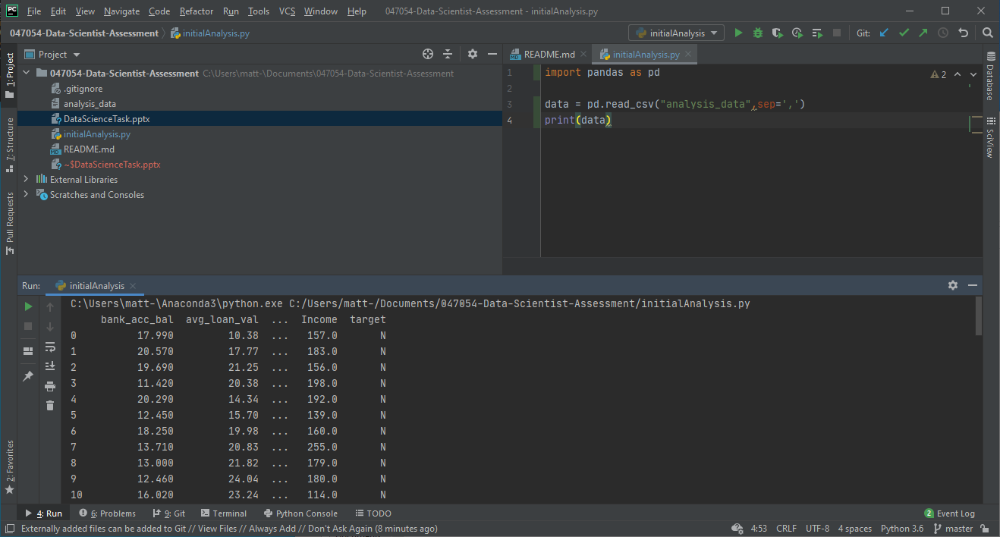 PC File Edit View Navigate Code Refactor Run Tools VCS Window Help 047054-Data-Scientist-Assessment - initialAnalysis.py
047054-Data-Scientist-Assessment initialAnalysis.py initialAnalysis Git:
Project README.md initialAnalysis.py
1: Project
7: Structure
Pull Requests
2: Favorites
047054-Data-Scientist-Assessment C:\Users\matt-\Documents\047054-Data-Scientist-Assessment
.gitignore
analysis_data
DataScienceTask.pptx
initialAnalysis.py
MD README.md
~$DataScienceTask.pptx
External Libraries
Scratches and Consoles
1 import pandas as pd
2
3 data = pd.read_csv("analysis_data",sep=',')
4 print(data)
2
Database
SciView
Run: initialAnalysis
C:\Users\matt-\Anaconda3\python.exe C:/Users/matt-/Documents/047054-Data-Scientist-Assessment/initialAnalysis.py
bank_acc_bal avg_loan_val ... Income target
0 17.990 10.38 ... 157.0 N
1 20.570 17.77 ... 183.0 N
2 19.690 21.25 ... 156.0 N
3 11.420 20.38 ... 198.0 N
4 20.290 14.34 ... 192.0 N
5 12.450 15.70 ... 139.0 N
6 18.250 19.98 ... 160.0 N
7 13.710 20.83 ... 255.0 N
8 13.000 21.82 ... 179.0 N
9 12.460 24.04 ... 180.0 N
10 16.020 23.24 ... 114.0 N
4: Run 6: Problems 9: Git Terminal Python Console TODO 2 Event Log
Externally added files can be added to Git // View Files // Always Add // Don't Ask Again (8 minutes ago) 4:53 CRLF UTF-8 4 spaces Python 3.6 master